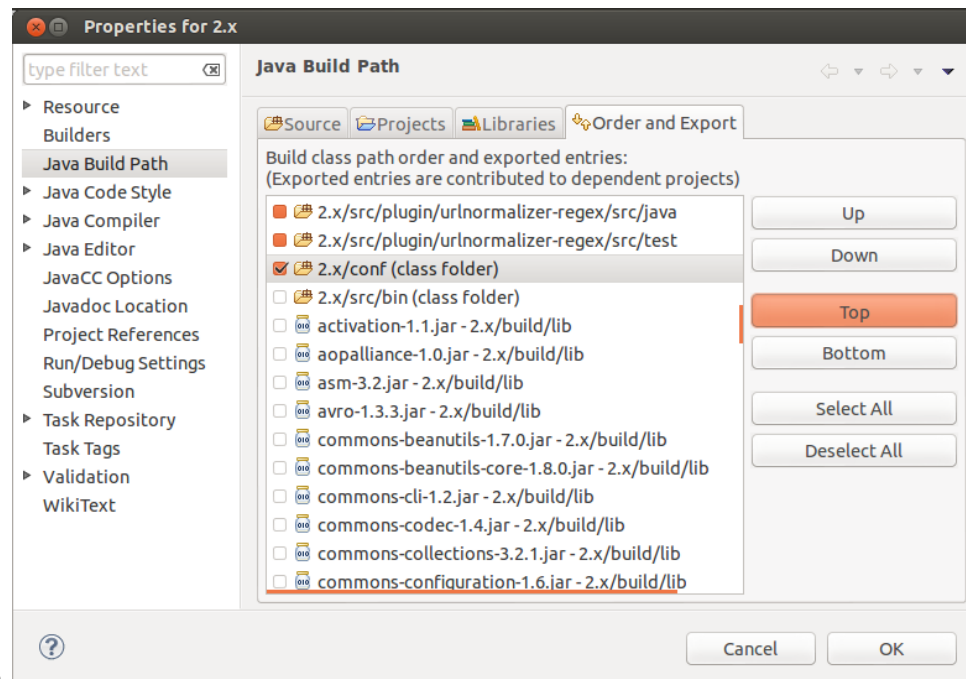 Properties for 2.x
type filter text
Resource
Builders
Java Build Path
Java Code Style
Java Compiler
Java Editor
JavaCC Options
Javadoc Location
Project References
Run/Debug Settings
Subversion
Task Repository
Task Tags
Validation
WikiText
Java Build Path
Source Projects Libraries Order and Export
Build class path order and exported entries:
(Exported entries are contributed to dependent projects)
2.x/src/plugin/urlnormalizer-regex/src/java
2.x/src/plugin/urlnormalizer-regex/src/test
2.x/conf (class folder)
2.x/src/bin (class folder)
activation-1.1.jar - 2.x/build/lib
aopalliance-1.0.jar - 2.x/build/lib
asm-3.2.jar - 2.x/build/lib
avro-1.3.3.jar - 2.x/build/lib
commons-beanutils-1.7.0.jar - 2.x/build/lib
commons-beanutils-core-1.8.0.jar - 2.x/build/lib
commons-cli-1.2.jar - 2.x/build/lib
commons-codec-1.4.jar - 2.x/build/lib
commons-collections-3.2.1.jar - 2.x/build/lib
commons-configuration-1.6.jar - 2.x/build/lib
Up
Down
Top
Bottom
Select All
Deselect All
Cancel OK